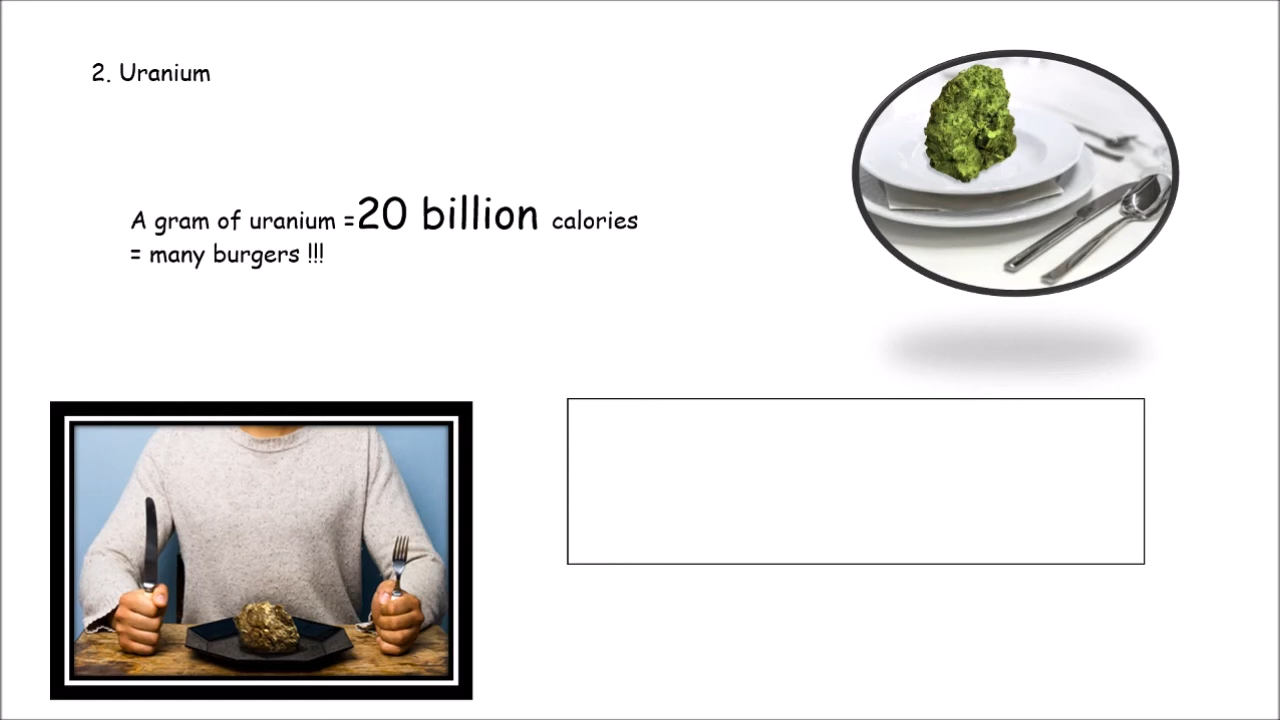 2. Uranium
A gram of uranium =20 billion calories
= many burgers !!!